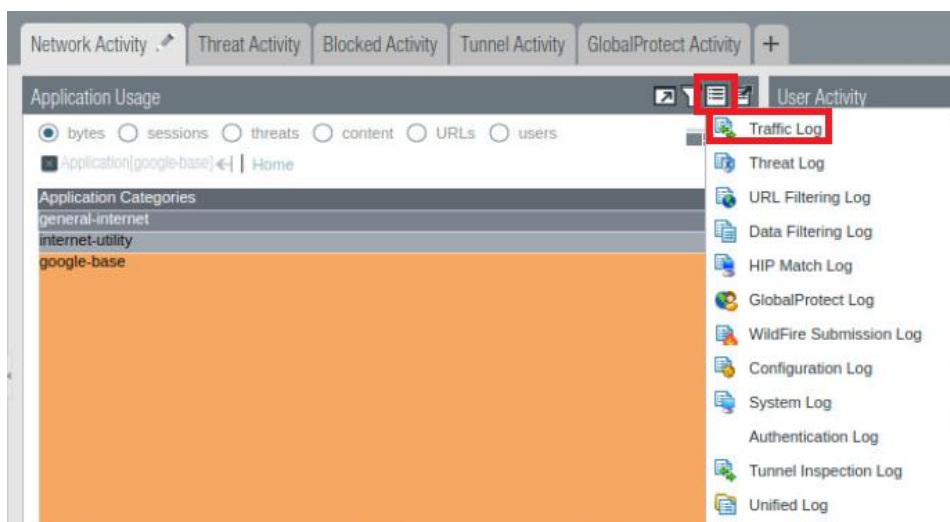 Network Activity
Threat Activity
Blocked Activity
Tunnel Activity
GlobalProtect Activity
+
Application Usage
User Activity
bytes sessions threats content URLs users
Application[google-base] | Home
Application Categories
general-internet
internet-utility
google-base
Traffic Log
Threat Log
URL Filtering Log
Data Filtering Log
HIP Match Log
GlobalProtect Log
WildFire Submission Log
Configuration Log
System Log
Authentication Log
Tunnel Inspection Log
Unified Log